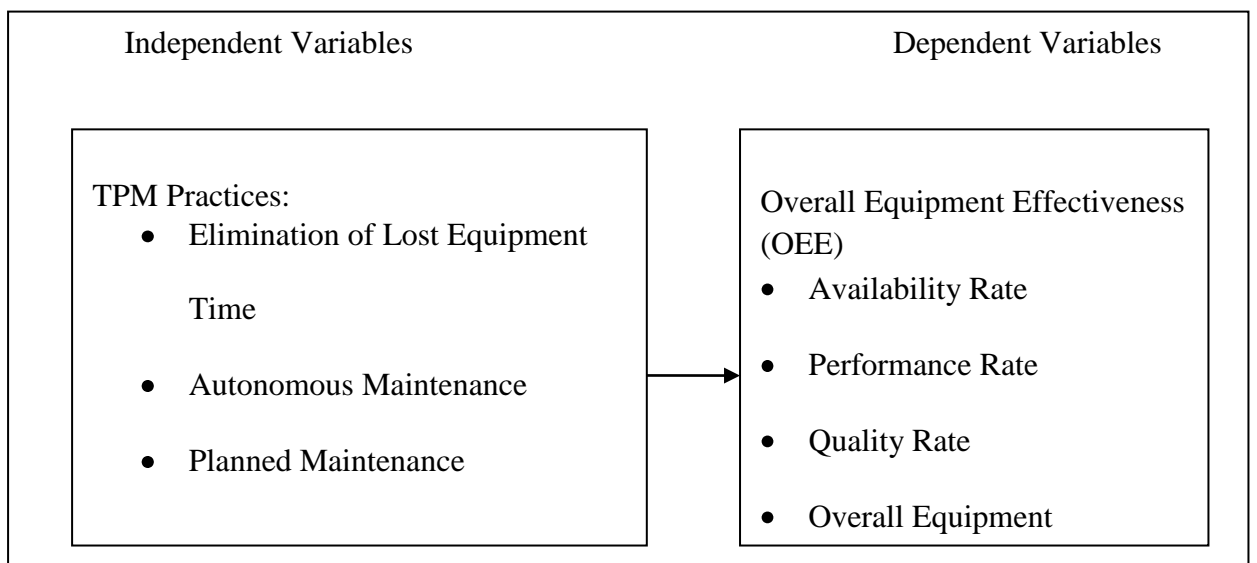 Independent Variables
Dependent Variables
TPM Practices:
• Elimination of Lost Equipment
Time
• Autonomous Maintenance
• Planned Maintenance
Overall Equipment Effectiveness
(OEE)
• Availability Rate
• Performance Rate
• Quality Rate
• Overall Equipment